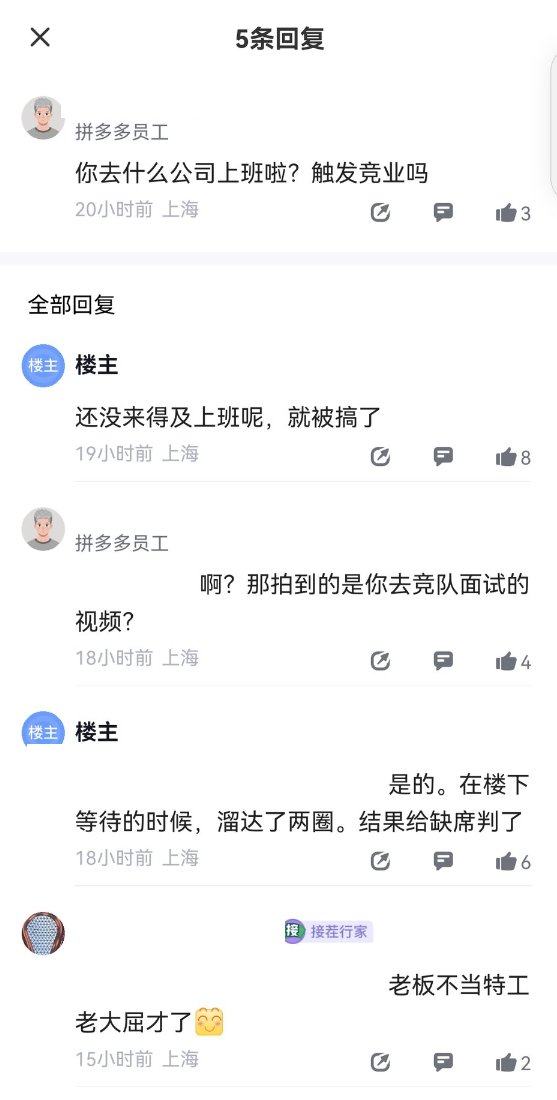 5条回复
拼多多员工
你去什么公司上班啦？触发竞业吗
20小时前 上海
3
全部回复
楼主
楼主
还没来得及上班呢，就被搞了
19小时前 上海
8
拼多多员工
啊？那拍到的是你去竞队面试的
视频？
18小时前 上海
4
楼主
楼主
是的。在楼下
等待的时候，溜达了两圈。结果给缺席判了
18小时前 上海
6
接 接茬行家
老板不当特工
老大屈才了
15小时前 上海
2